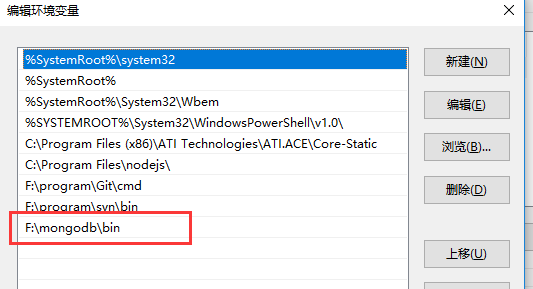 编辑环境变量
%SystemRoot%\system32
%SystemRoot%
%SystemRoot%\System32\Wbem
%SYSTEMROOT%\System32\WindowsPowerShell\v1.0\
C:\Program Files (x86)\ATI Technologies\ATI.ACE\Core-Static
C:\Program Files\nodejs\
F:\program\Git\cmd
F:\program\svn\bin
F:\mongodb\bin
新建(N)
编辑(E)
浏览(B)...
删除(D)
上移(U)